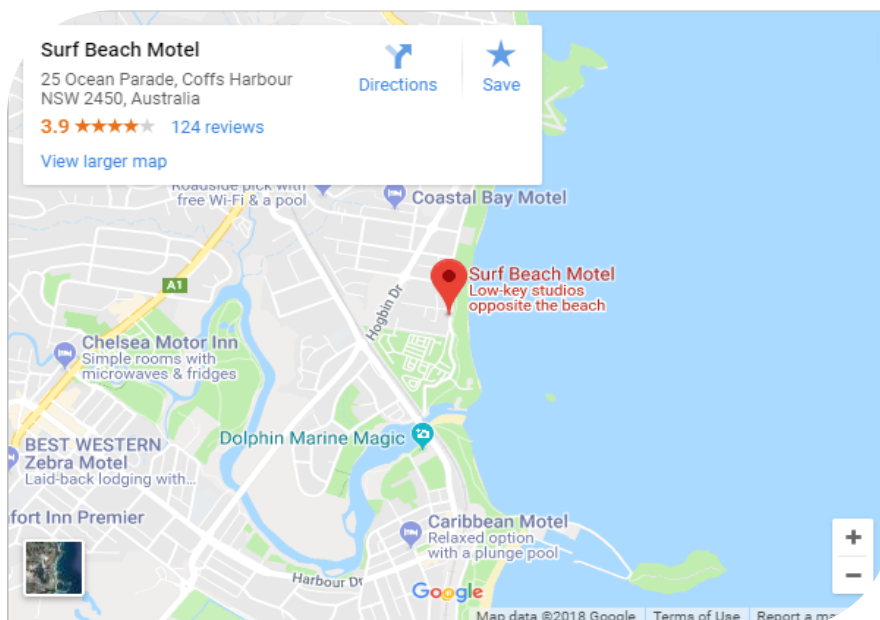 Surf Beach Motel
25 Ocean Parade, Coffs Harbour
NSW 2450, Australia
3.9
124 reviews
View larger map
Directions
Save
Roadside pick with
free Wi-Fi & a pool
Coastal Bay Motel
Surf Beach Motel
Low-key studios
opposite the beach
A1
Hogbin Dr
Chelsea Motor Inn
Simple rooms with
microwaves & fridges
Dolphin Marine Magic
BEST WESTERN
Zebra Motel
Laid-back lodging with...
fort Inn Premier
Caribbean Motel
Relaxed option
with a plunge pool
Harbour Dr
Google
+
−
Map data ©2018 Google
Terms of Use
Report a ma